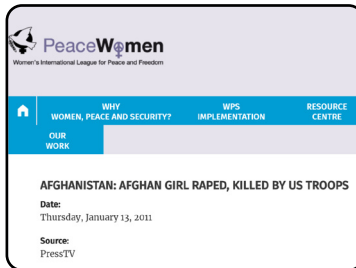 PeaceWomen
Women's International League for Peace and Freedom
WHY
WOMEN, PEACE AND SECURITY?
WPS
IMPLEMENTATION
RESOURCE
CENTRE
OUR
WORK
AFGHANISTAN: AFGHAN GIRL RAPED, KILLED BY US TROOPS
Date:
Thursday, January 13, 2011
Source:
PressTV